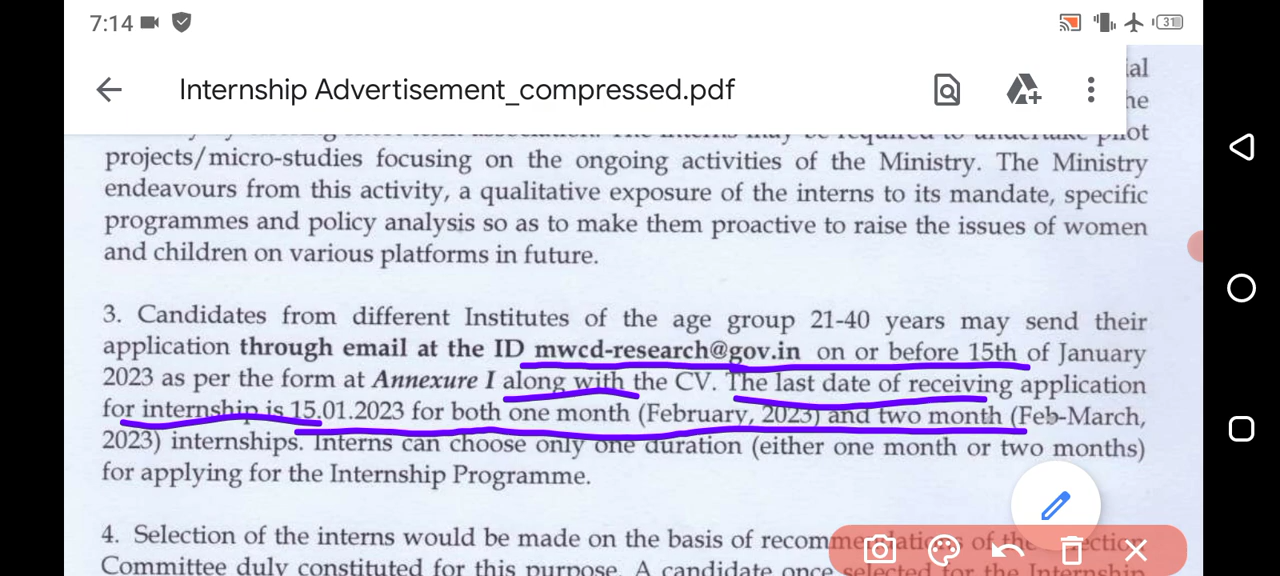 7:14
31
Internship Advertisement_compressed.pdf
projects/micro-studies focusing on the ongoing activities of the Ministry. The Ministry
endeavours from this activity, a qualitative exposure of the interns to its mandate, specific
programmes and policy analysis so as to make them proactive to raise the issues of women
and children on various platforms in future.
3. Candidates from different Institutes of the age group 21-40 years may send their
application through email at the ID mwcd-research@gov.in on or before 15th of January
2023 as per the form at Annexure I along with the CV. The last date of receiving application
for internship is 15.01.2023 for both one month (February, 2023) and two month (Feb-March,
2023) internships. Interns can choose only one duration (either one month or two months)
for applying for the Internship Programme.
4. Selection of the interns would be made on the basis of recommendations of the Selection
Committee duly constituted for this purpose. A candidate once selected for the Internship